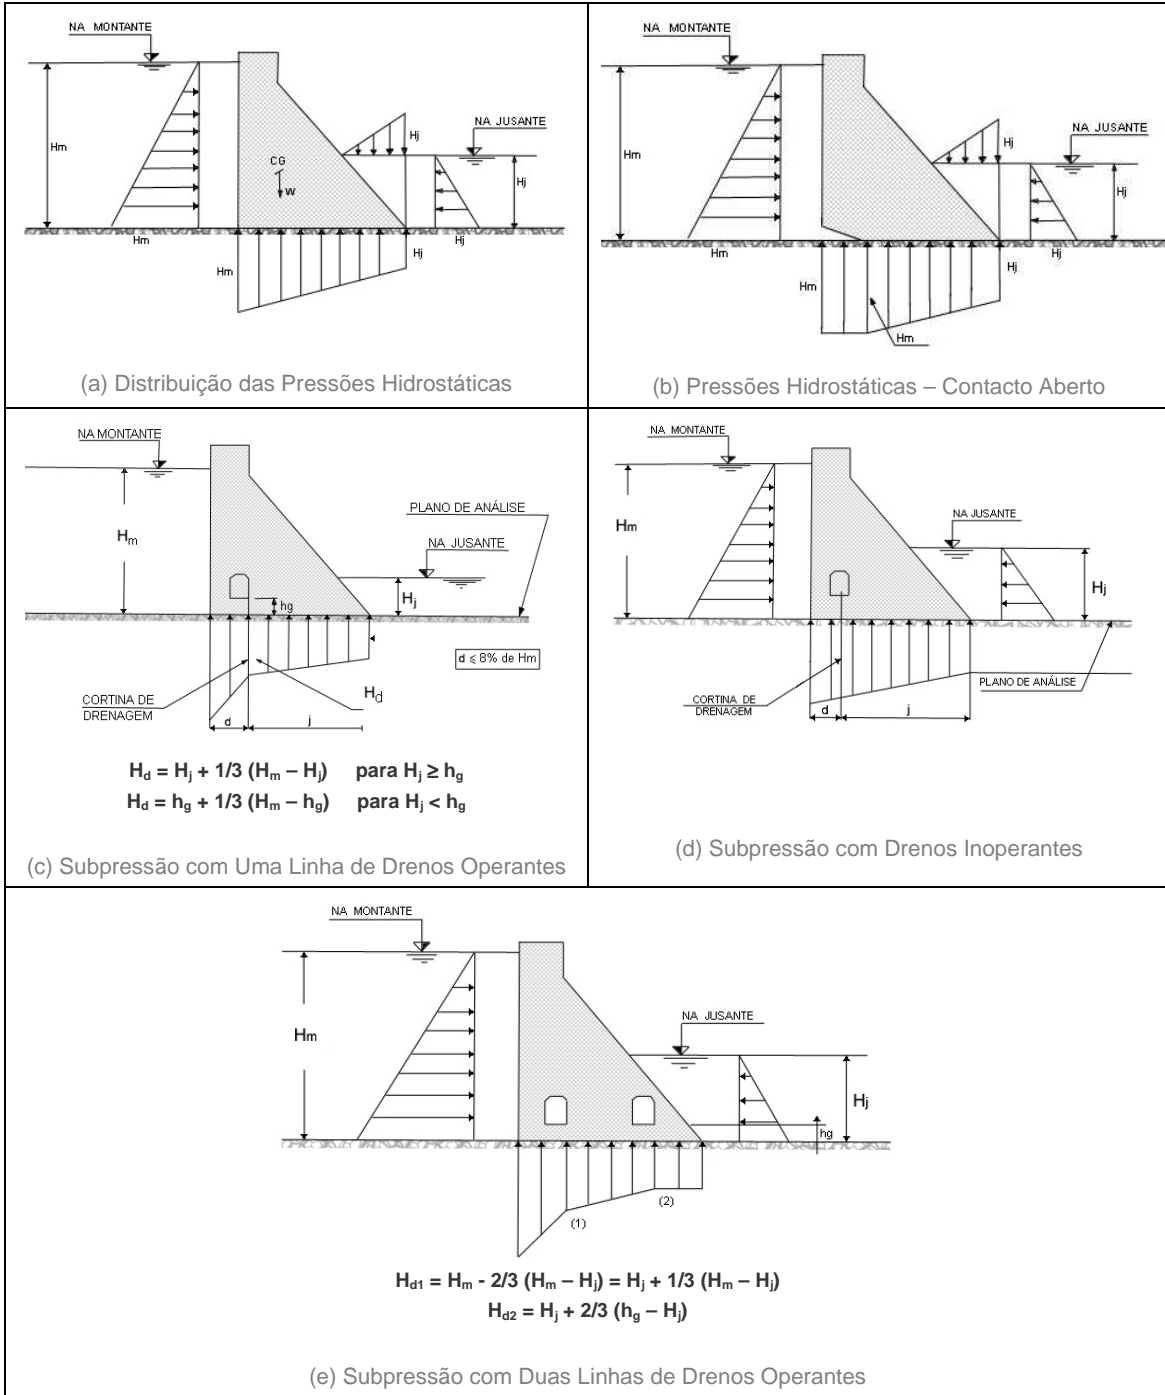 NA MONTANTE
NA JUSANTE
Hm
CG
W
Hj
Hj
Hm
Hj
Hj
Hm
(a) Distribuição das Pressões Hidrostáticas
NA MONTANTE
NA JUSANTE
Hm
Hj
Hj
Hm
Hj
Hj
Hm
Hm
(b) Pressões Hidrostáticas – Contacto Aberto
NA MONTANTE
PLANO DE ANÁLISE
NA JUSANTE
Hm
hg
Hj
d ≤ 8% de Hm
CORTINA DE
DRENAGEM
Hd
d
j
Hd = Hj + 1/3 (Hm – Hj) para Hj ≥ hg
Hd = hg + 1/3 (Hm – hg) para Hj < hg
(c) Subpressão com Uma Linha de Drenos Operantes
NA MONTANTE
NA JUSANTE
Hm
Hj
CORTINA DE
DRENAGEM
d
j
PLANO DE ANÁLISE
(d) Subpressão com Drenos Inoperantes
NA MONTANTE
NA JUSANTE
Hm
Hj
hg
(1)
(2)
Hd1 = Hm - 2/3 (Hm – Hj) = Hj + 1/3 (Hm – Hj)
Hd2 = Hj + 2/3 (hg – Hj)
(e) Subpressão com Duas Linhas de Drenos Operantes